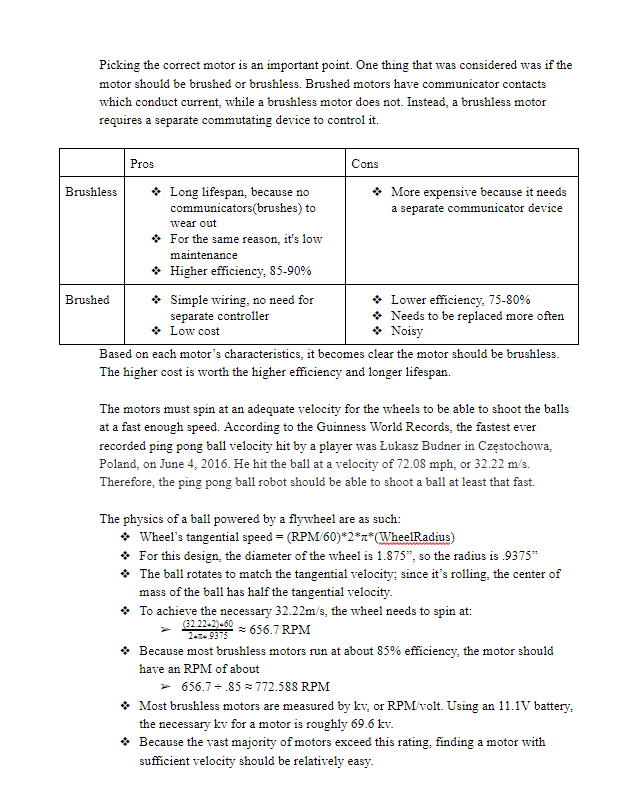 Picking the correct motor is an important point. One thing that was considered was if the
motor should be brushed or brushless. Brushed motors have communicator contacts
which conduct current, while a brushless motor does not. Instead, a brushless motor
requires a separate commutating device to control it.
Pros
Cons
Brushless
❖ Long lifespan, because no
communicators(brushes) to
wear out
❖ For the same reason, it's low
maintenance
❖ Higher efficiency, 85-90%
❖ More expensive because it needs
a separate communicator device
Brushed
❖ Simple wiring, no need for
separate controller
❖ Low cost
❖ Lower efficiency, 75-80%
❖ Needs to be replaced more often
❖ Noisy
Based on each motor’s characteristics, it becomes clear the motor should be brushless.
The higher cost is worth the higher efficiency and longer lifespan.
The motors must spin at an adequate velocity for the wheels to be able to shoot the balls
at a fast enough speed. According to the Guinness World Records, the fastest ever
recorded ping pong ball velocity hit by a player was Łukasz Budner in Częstochowa,
Poland, on June 4, 2016. He hit the ball at a velocity of 72.08 mph, or 32.22 m/s.
Therefore, the ping pong ball robot should be able to shoot a ball at least that fast.
The physics of a ball powered by a flywheel are as such:
❖ Wheel’s tangential speed = (RPM/60)*2*π*(WheelRadius)
❖ For this design, the diameter of the wheel is 1.875”, so the radius is .9375”
❖ The ball rotates to match the tangential velocity; since it’s rolling, the center of
mass of the ball has half the tangential velocity.
❖ To achieve the necessary 32.22m/s, the wheel needs to spin at:
➢ (32.22*2)*60 / 2*π*.9375 ≈ 656.7 RPM
❖ Because most brushless motors run at about 85% efficiency, the motor should
have an RPM of about
➢ 656.7 ÷ .85 ≈ 772.588 RPM
❖ Most brushless motors are measured by kv, or RPM/volt. Using an 11.1V battery,
the necessary kv for a motor is roughly 69.6 kv.
❖ Because the vast majority of motors exceed this rating, finding a motor with
sufficient velocity should be relatively easy.